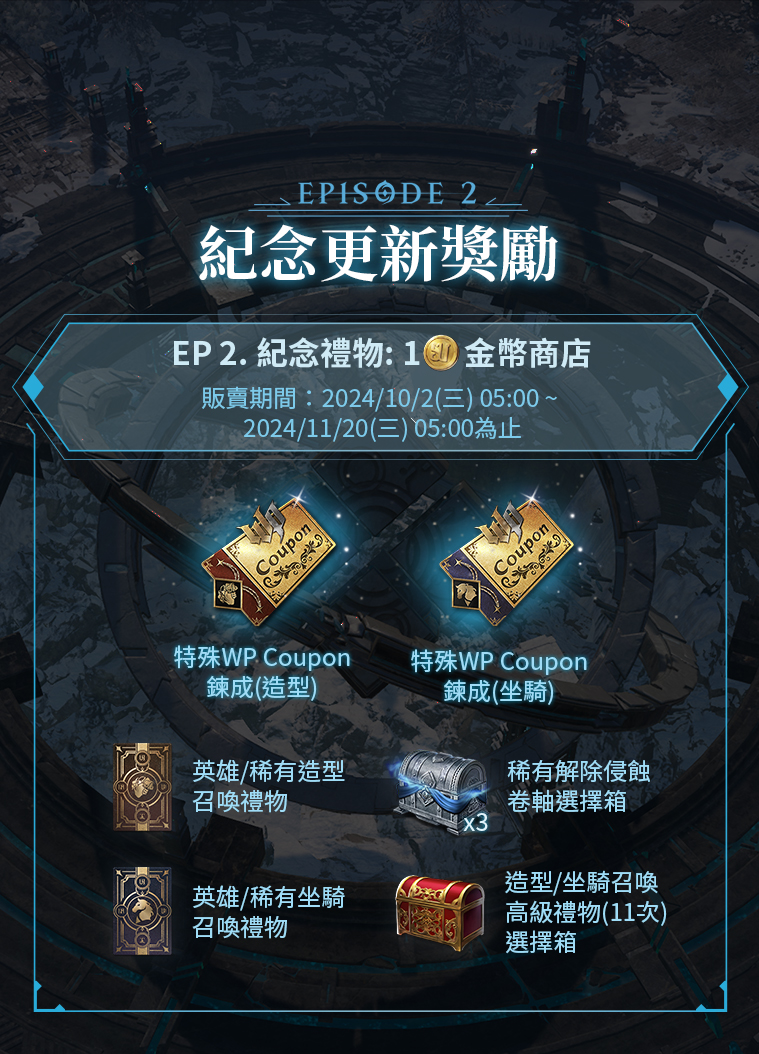 EPISODE 2
紀念更新獎勵
EP 2. 紀念禮物: 1 金幣商店
販賣期間：2024/10/2(三) 05:00 ~
2024/11/20(三) 05:00為止
WP
Coupon
WP
Coupon
特殊WP Coupon
鍊成(造型)
特殊WP Coupon
鍊成(坐騎)
英雄/稀有造型
召喚禮物
x3
稀有解除侵蝕
卷軸選擇箱
英雄/稀有坐騎
召喚禮物
造型/坐騎召喚
高級禮物(11次)
選擇箱